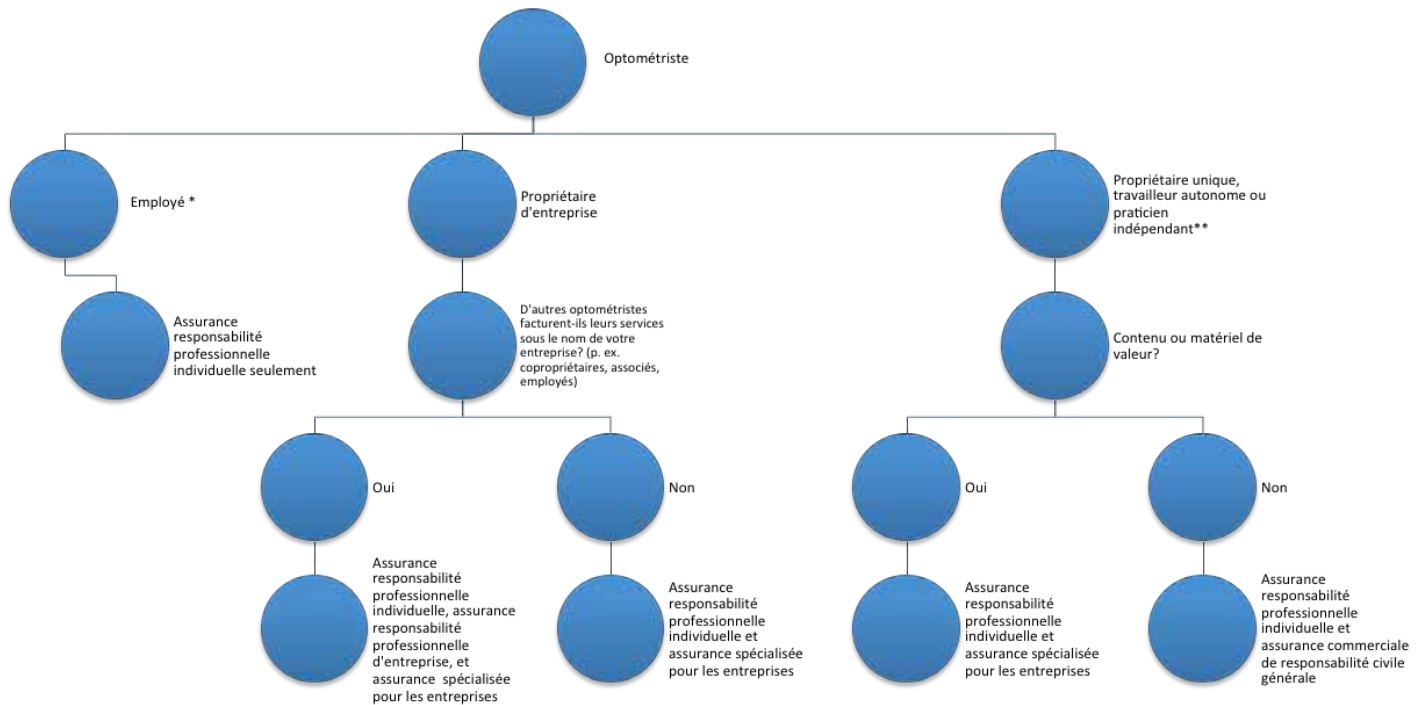 Optométriste
Employé *
Propriétaire
d'entreprise
Propriétaire unique,
travailleur autonome ou
praticien
indépendant**
Assurance
responsabilité
professionnelle
individuelle seulement
D'autres optométristes
facturent-ils leurs services
sous le nom de votre
entreprise? (p. ex.
copropriétaires, associés,
employés)
Contenu ou matériel de
valeur?
Oui
Non
Oui
Non
Assurance
responsabilité
professionnelle
individuelle, assurance
responsabilité
professionnelle
d'entreprise, et
assurance spécialisée
pour les entreprises
Assurance
responsabilité
professionnelle
individuelle et
assurance spécialisée
pour les entreprises
Assurance
responsabilité
professionnelle
individuelle et
assurance spécialisée
pour les entreprises
Assurance
responsabilité
professionnelle
individuelle et
assurance commerciale
de responsabilité civile
générale